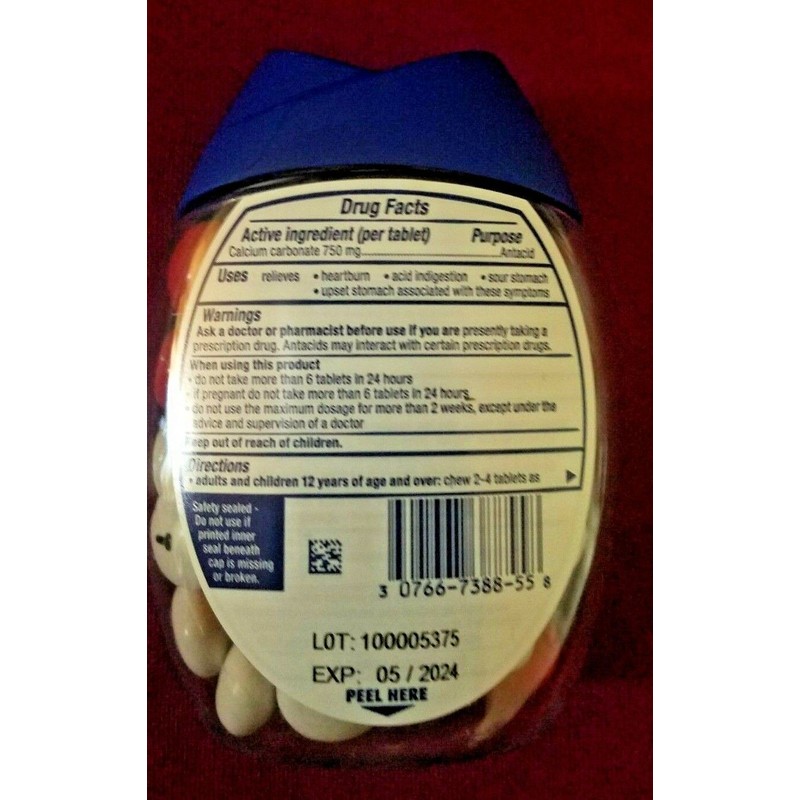 Drug Facts
Active ingredient (per tablet) Purpose
Calcium carbonate 750 mg Antacid
Uses relieves • heartburn • acid indigestion • sour stomach
• upset stomach associated with these symptoms
Warnings
Ask a doctor or pharmacist before use if you are presently taking a
prescription drug. Antacids may interact with certain prescription drugs.
When using this product
• do not take more than 6 tablets in 24 hours
• if pregnant do not take more than 6 tablets in 24 hours
• do not use the maximum dosage for more than 2 weeks, except under the
advice and supervision of a doctor
Keep out of reach of children.
Directions
• adults and children 12 years of age and over: chew 2-4 tablets as
Safety sealed -
Do not use if
printed inner
seal beneath
cap is missing
or broken.
3 0766-7388-55 8
LOT: 100005375
EXP: 05 / 2024
PEEL HERE